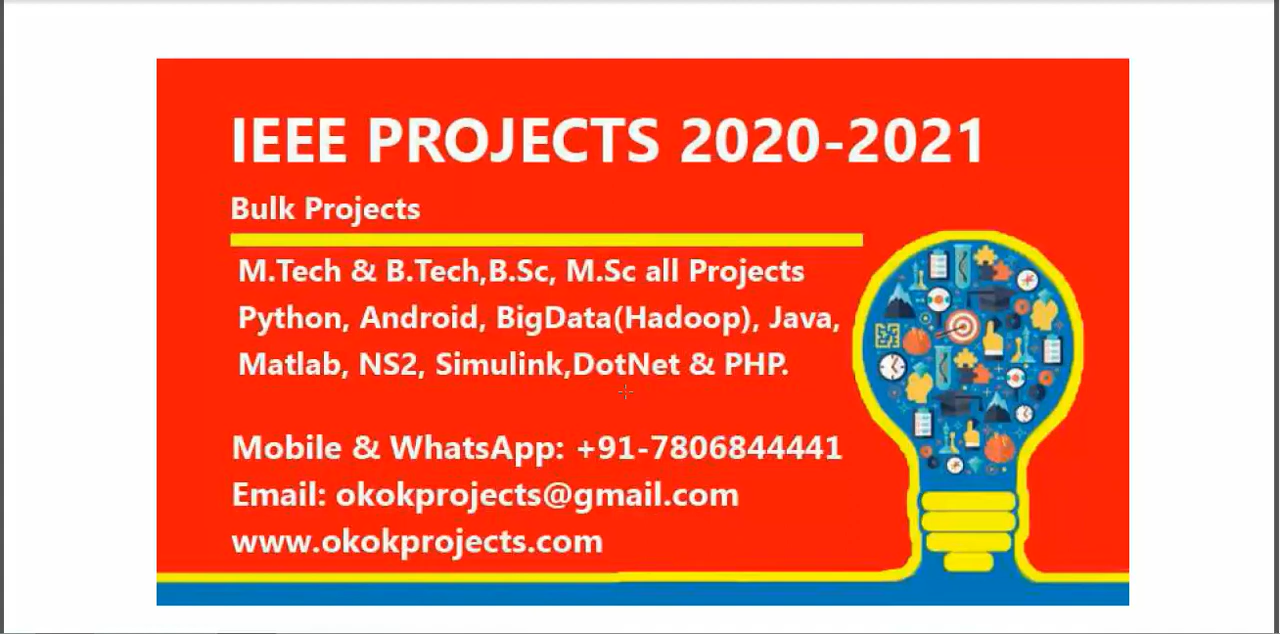 IEEE PROJECTS 2020-2021
Bulk Projects
M.Tech & B.Tech,B.Sc, M.Sc all Projects
Python, Android, BigData(Hadoop), Java,
Matlab, NS2, Simulink,DotNet & PHP.
Mobile & WhatsApp: +91-7806844441
Email: okokprojects@gmail.com
www.okokprojects.com